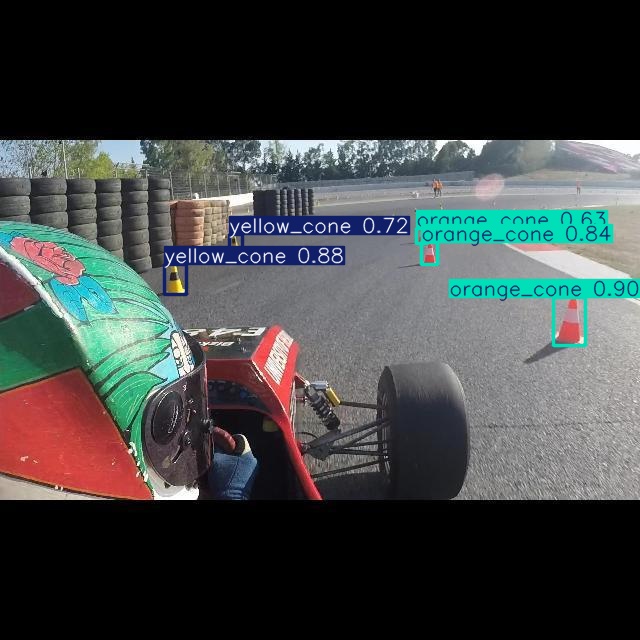 yellow_cone 0.72
orange_cone 0.63
orange_cone 0.84
yellow_cone 0.88
orange_cone 0.90